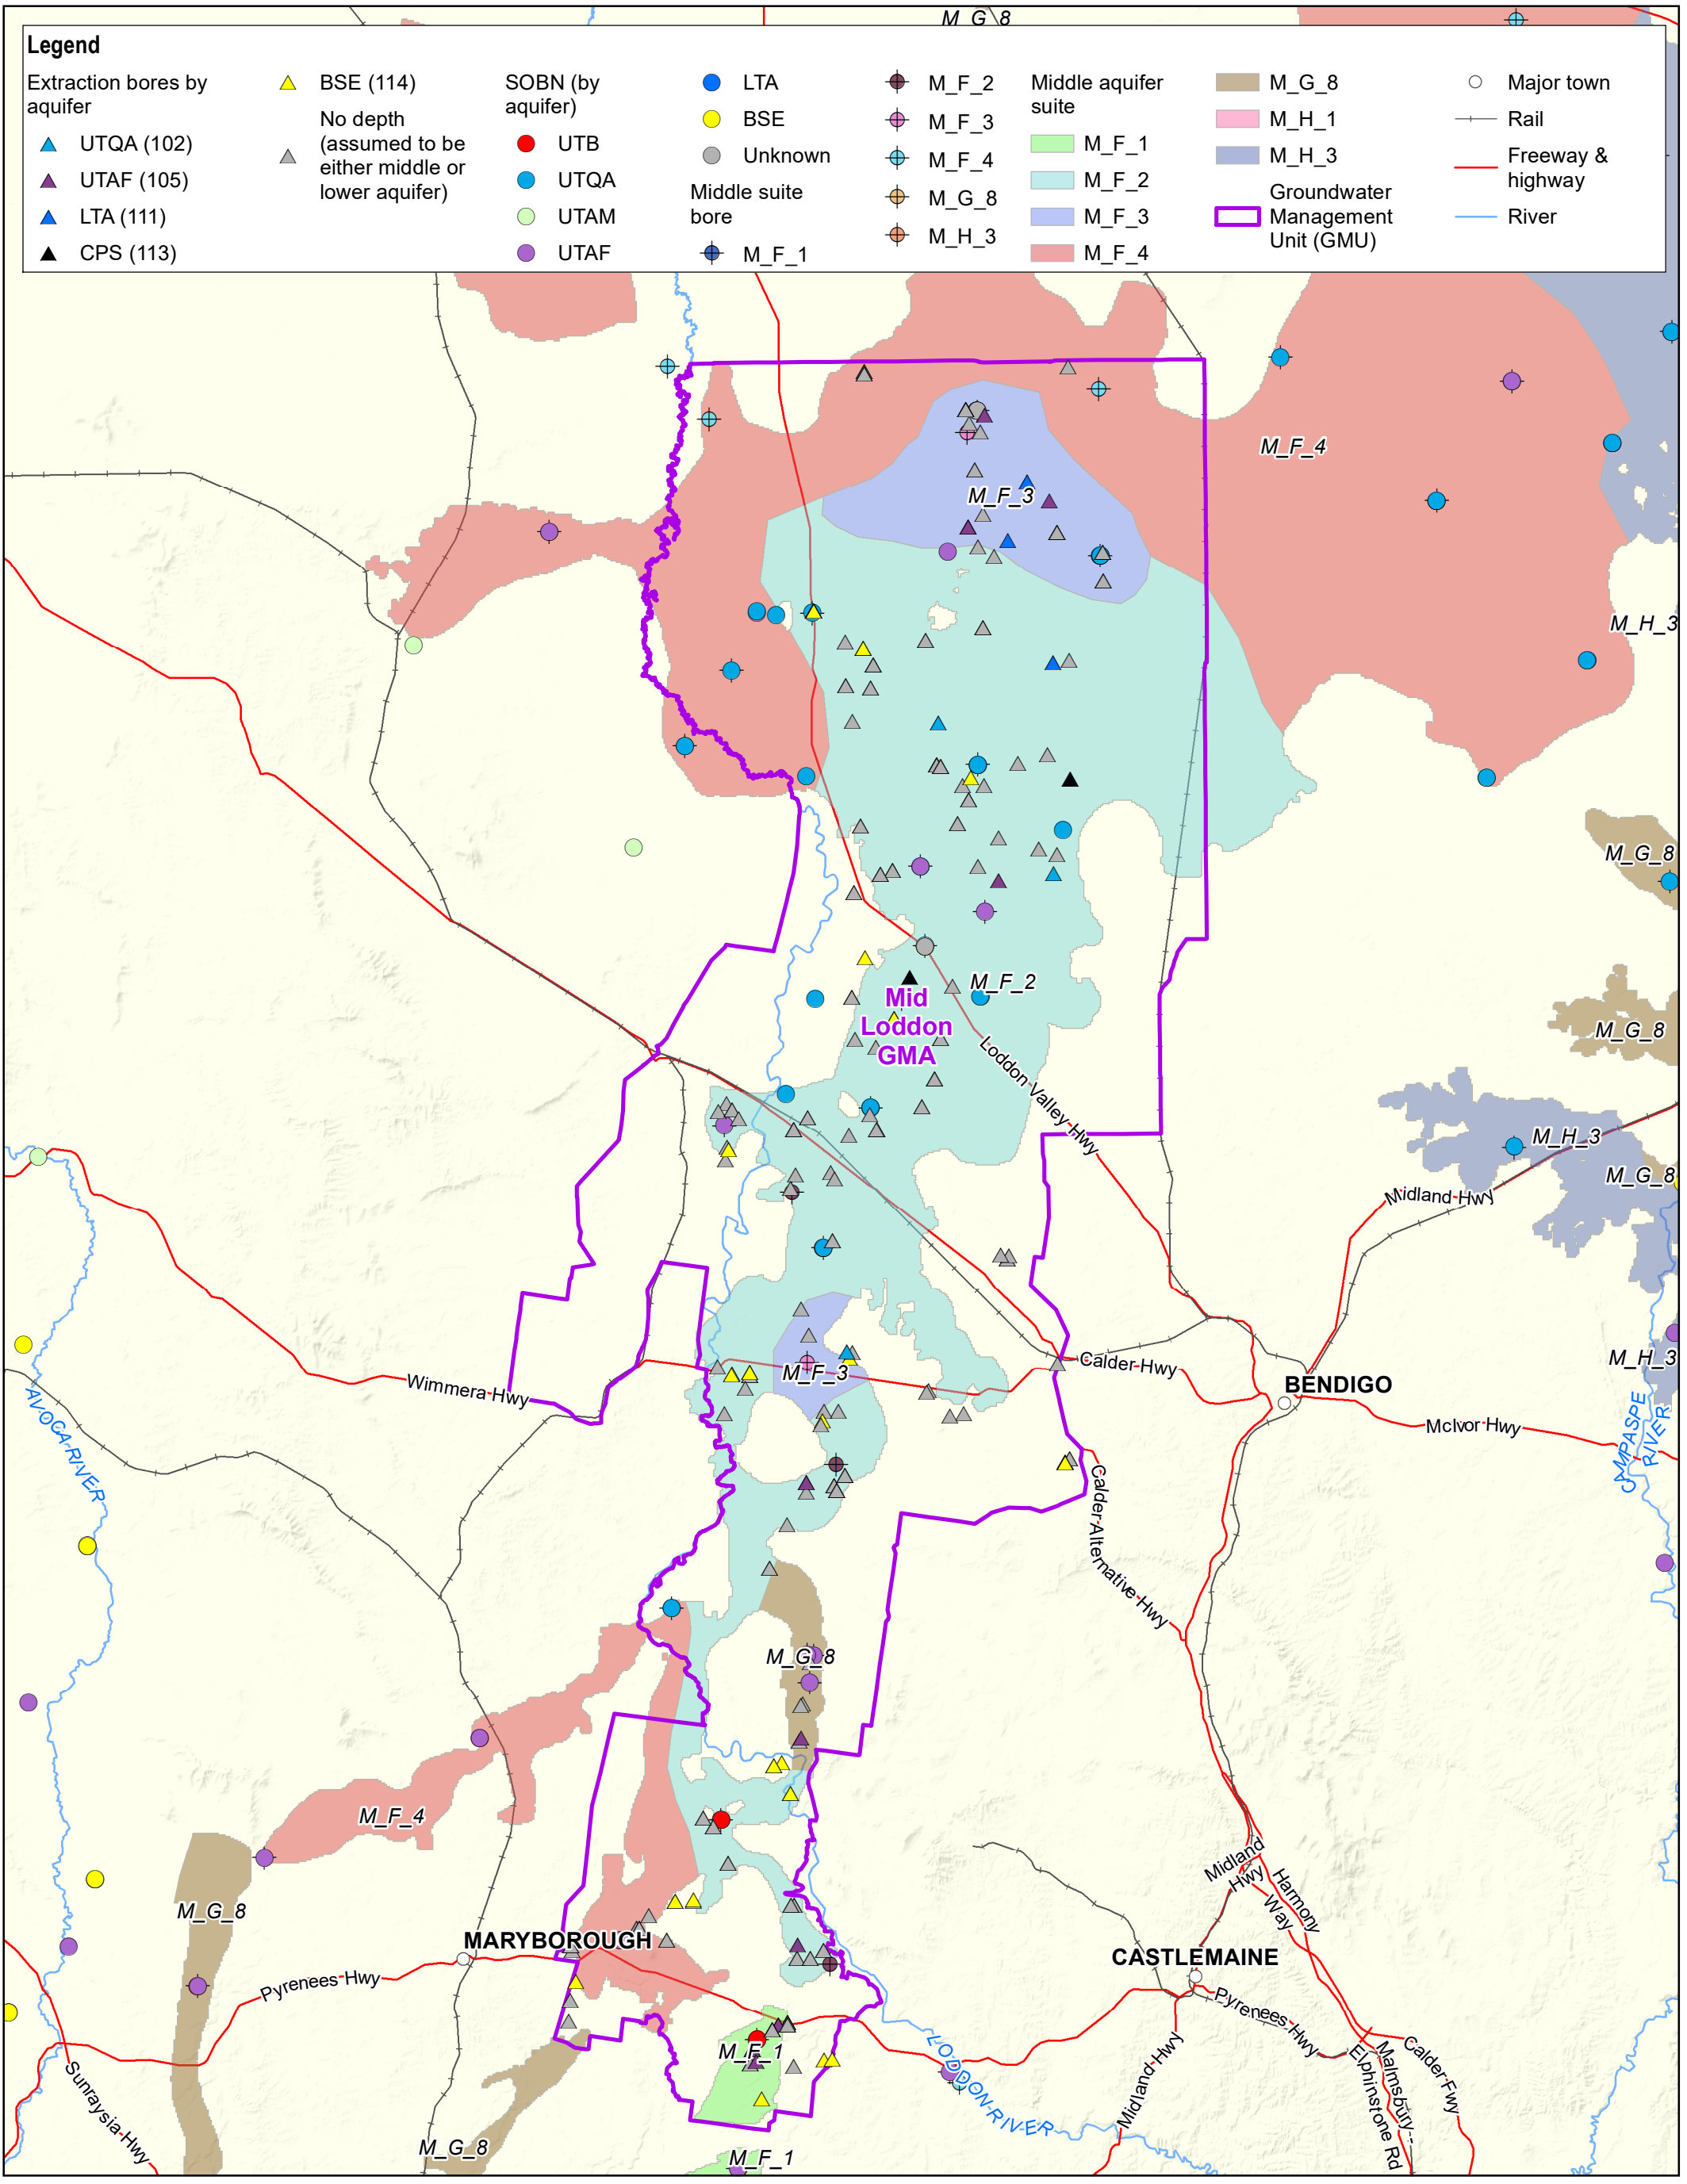 M_G_8
Legend
Extraction bores by
aquifer
UTQA (102)
UTAF (105)
LTA (111)
CPS (113)
BSE (114)
No depth
(assumed to be
either middle or
lower aquifer)
SOBN (by
aquifer)
UTB
UTQA
UTAM
UTAF
LTA
BSE
Unknown
Middle suite
bore
M_F_1
M_F_2
M_F_3
M_F_4
M_G_8
M_H_3
Middle aquifer
suite
M_F_1
M_F_2
M_F_3
M_F_4
M_G_8
M_H_1
M_H_3
Groundwater
Management
Unit (GMU)
Major town
Rail
Freeway &
highway
River
M_F_4
M_F_3
M_H_3
M_G_8
M_F_2
Mid
Loddon
GMA
M_G_8
Loddon Valley Hwy
M_H_3
M_G_8
Midland Hwy
M_H_3
Calder Hwy
M_F_3
BENDIGO
Wimmera Hwy
McIvor Hwy
AVOCA RIVER
CAMPASPE
RIVER
Calder Alternative Hwy
M_G_8
M_F_4
Midland
Hwy
Harmony
Way
M_G_8
MARYBOROUGH
CASTLEMAINE
Pyrenees Hwy
Pyrenees Hwy
M_F_1
LODDON RIVER
Calder Fwy
Midland Hwy
Malmsbury-
Elphinstone Rd
Sunraysia Hwy
M_G_8
M_F_1